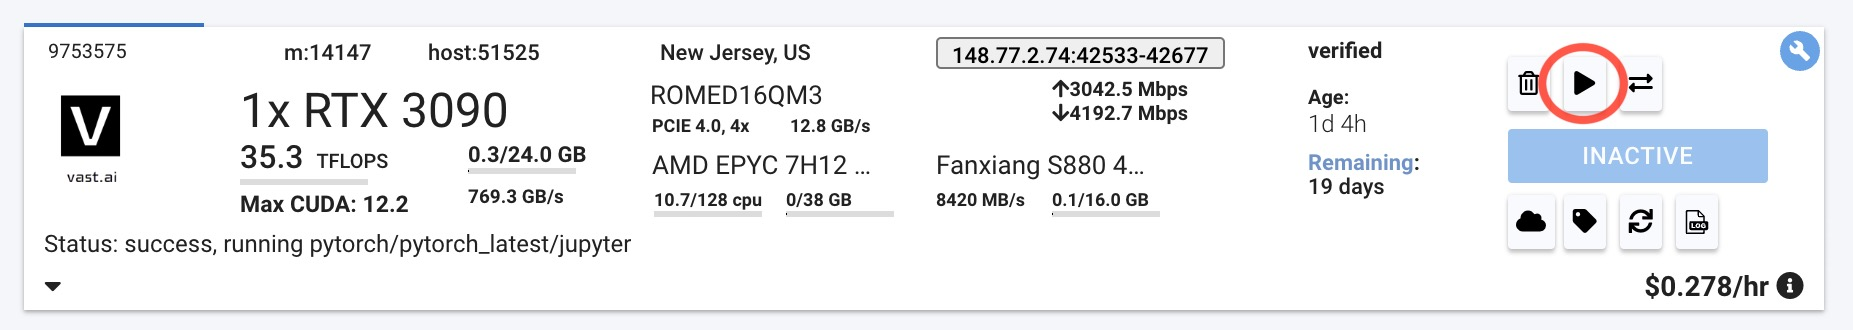 9753575 m:14147 host:51525 New Jersey, US 148.77.2.74:42533-42677 verified
V
vast.ai
1x RTX 3090
35.3 TFLOPS 0.3/24.0 GB
Max CUDA: 12.2 769.3 GB/s
ROMED16QM3
PCIE 4.0, 4x 12.8 GB/s
AMD EPYC 7H12 ...
10.7/128 cpu 0/38 GB
↑3042.5 Mbps
↓4192.7 Mbps
Fanxiang S880 4...
8420 MB/s 0.1/16.0 GB
Age:
1d 4h
Remaining:
19 days
INACTIVE
LOG
Status: success, running pytorch/pytorch_latest/jupyter
$0.278/hr